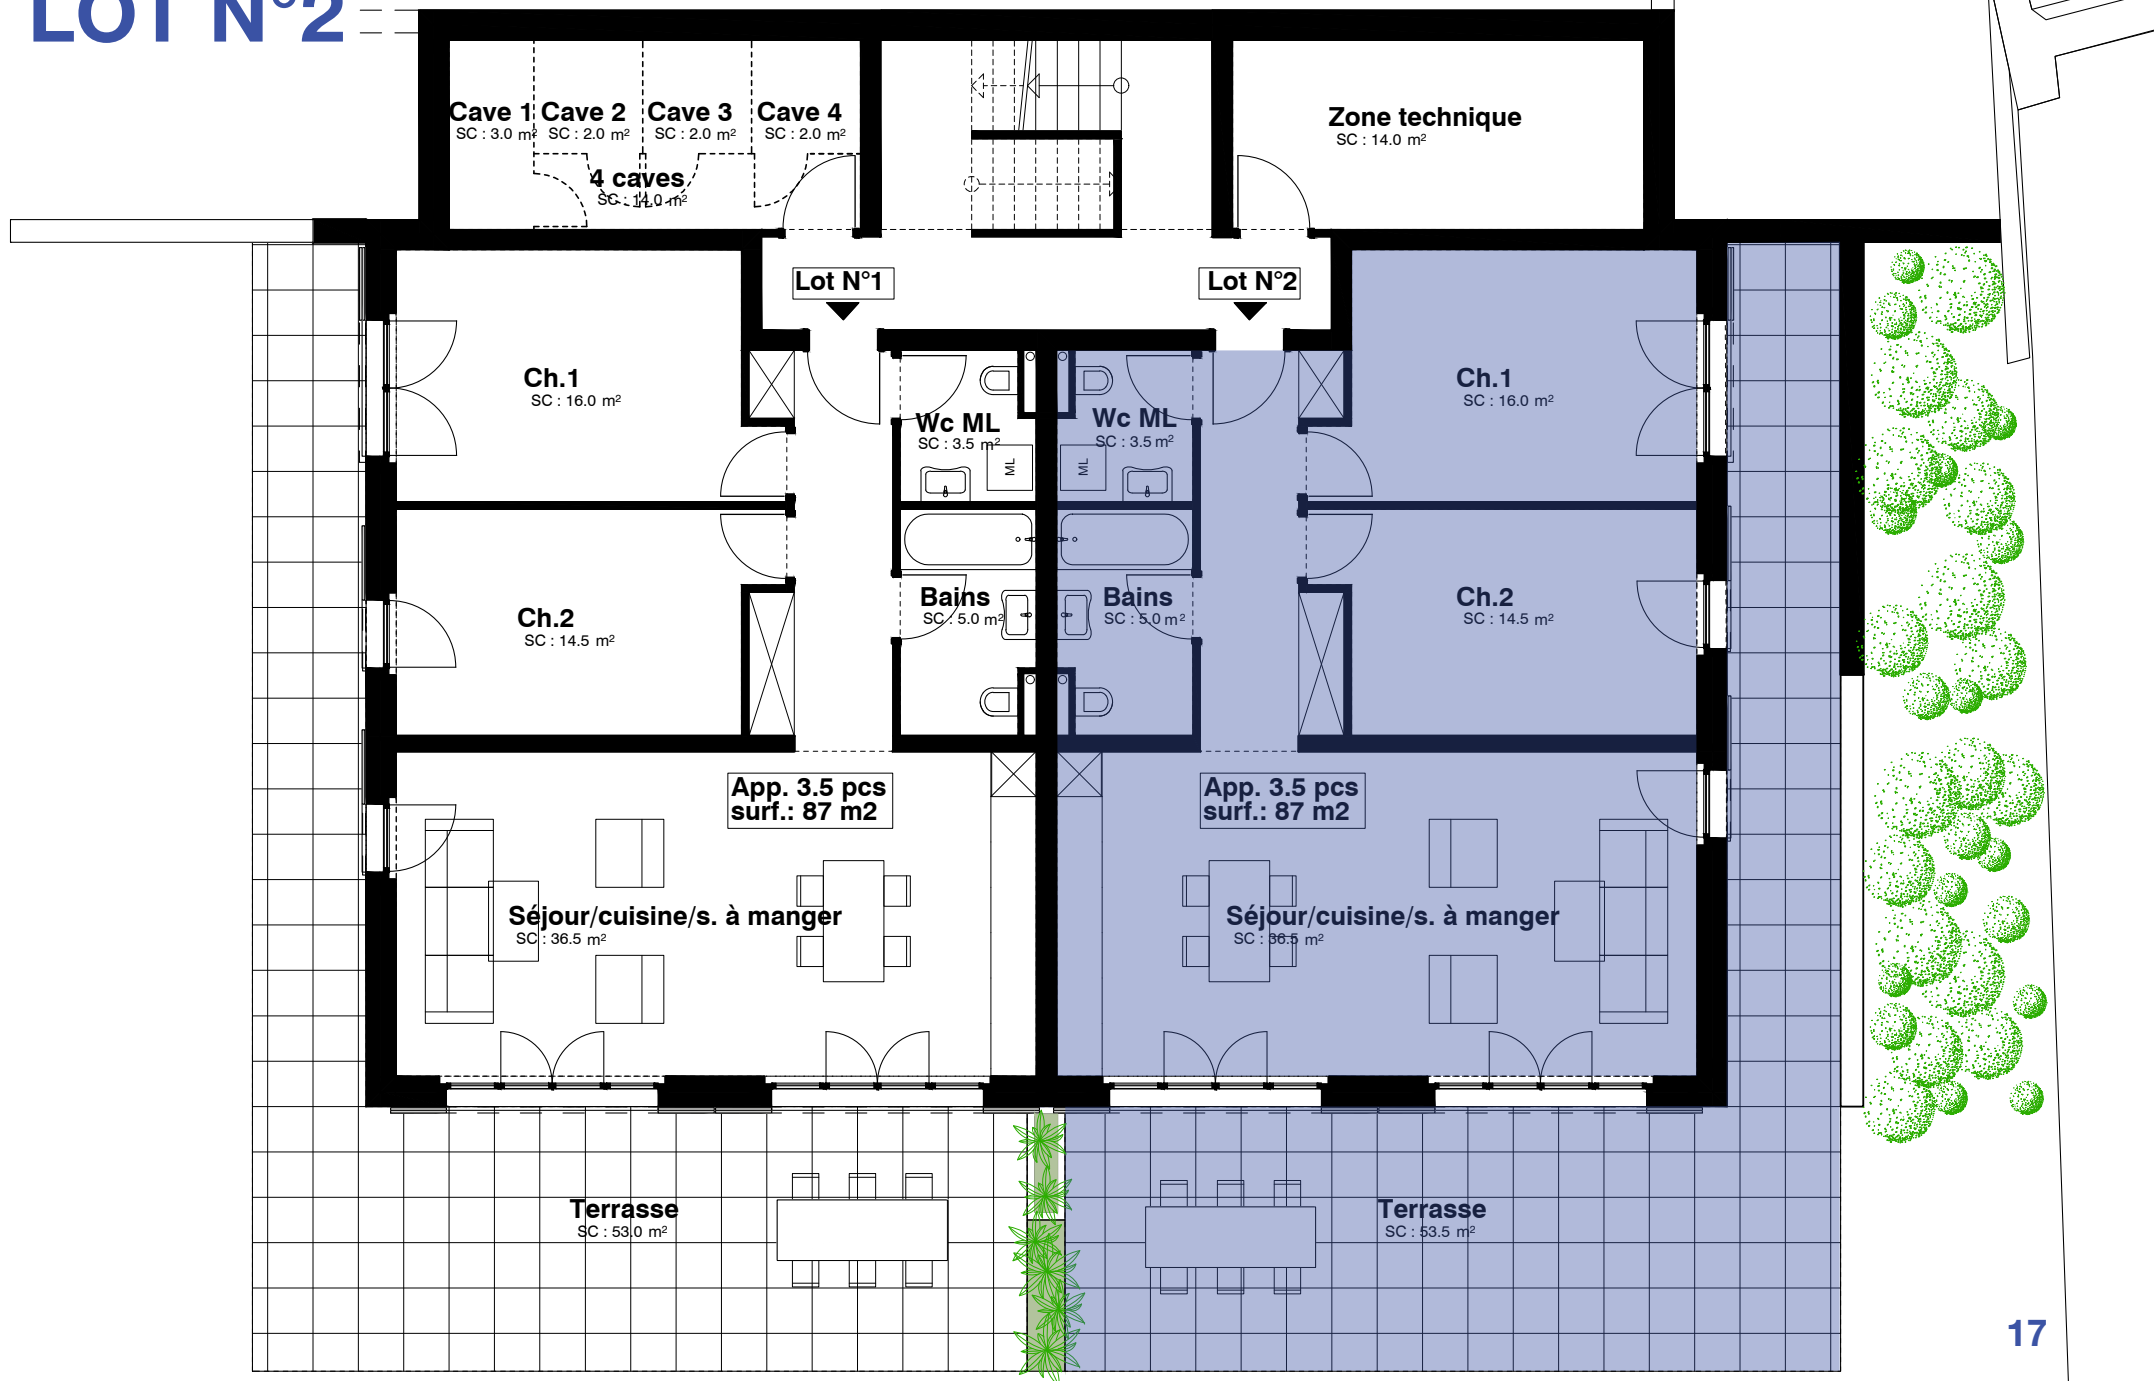 LOT N°2
Cave 1
SC : 3.0 m²
Cave 2
SC : 2.0 m²
Cave 3
SC : 2.0 m²
Cave 4
SC : 2.0 m²
4 caves
SC : 14.0 m²
Zone technique
SC : 14.0 m²
Lot N°1
Lot N°2
Ch.1
SC : 16.0 m²
Wc ML
SC : 3.5 m²
ML
Wc ML
SC : 3.5 m²
ML
Ch.1
SC : 16.0 m²
Ch.2
SC : 14.5 m²
Bains
SC : 5.0 m²
Bains
SC : 5.0 m²
Ch.2
SC : 14.5 m²
App. 3.5 pcs
surf.: 87 m2
App. 3.5 pcs
surf.: 87 m2
Séjour/cuisine/s. à manger
SC : 36.5 m²
Séjour/cuisine/s. à manger
SC : 36.5 m²
Terrasse
SC : 53.0 m²
Terrasse
SC : 53.5 m²
17